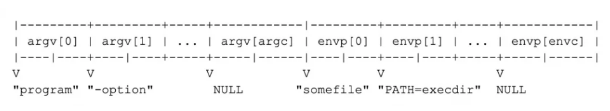 |---------+---------+-----+------------|---------+---------+-----+------------|
| argv[0] | argv[1] | ... | argv[argc] | envp[0] | envp[1] | ... | envp[envc] |
|----|----+----|----+-----+-----|------+----|----+----|----+-----+-----|------|
V V V V V V
"program" "-option" NULL "somefile" "PATH=execdir" NULL